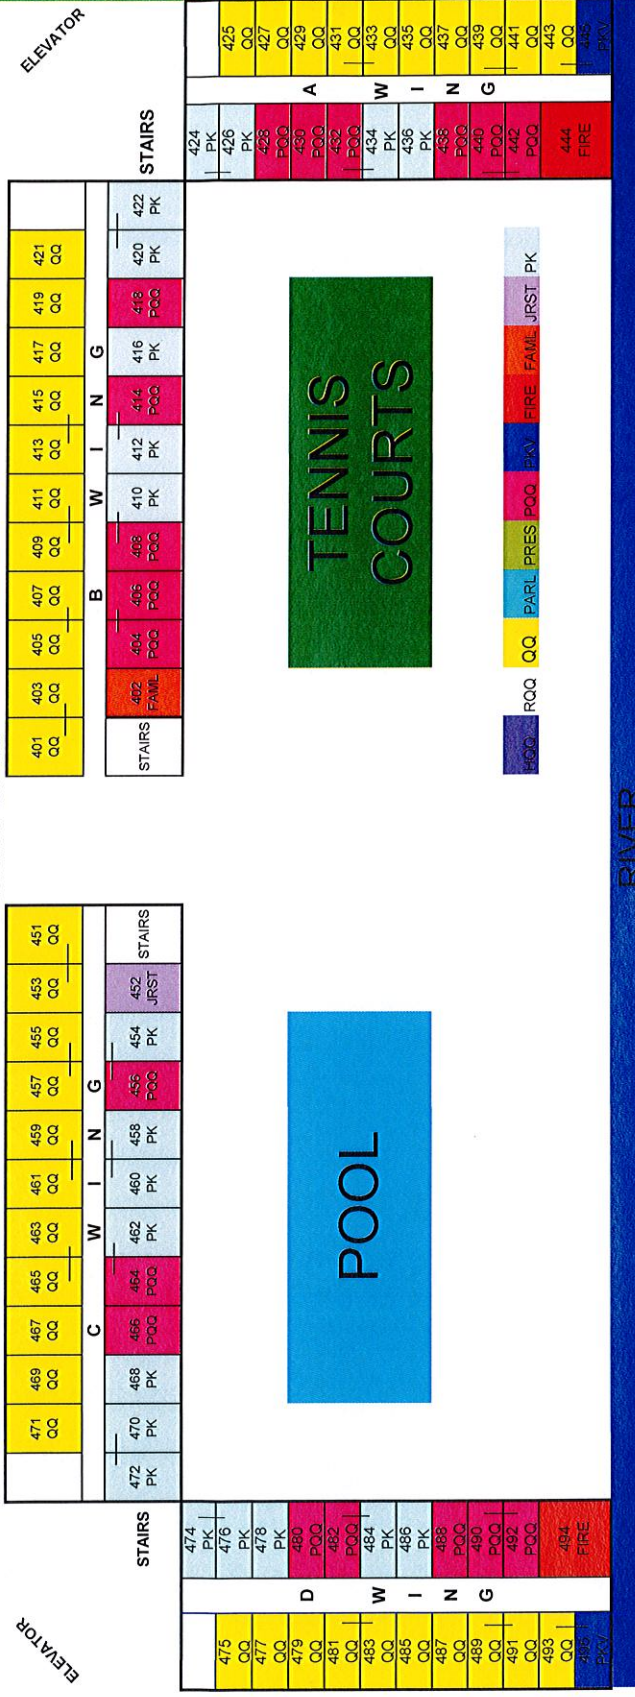 ELEVATOR
STAIRS
425 QQ
427 QQ
429 QQ
431 QQ
433 QQ
435 QQ
437 QQ
439 QQ
441 QQ
443 QQ
446 PKV
A WING
424 PK
426 PK
428 PQQ
430 PQQ
432 PQQ
434 PK
436 PK
438 PQQ
440 PQQ
442 PQQ
444 FIRE
421 QQ
419 QQ
417 QQ
415 QQ
413 QQ
411 QQ
409 QQ
407 QQ
405 QQ
403 QQ
401 QQ
B WING
422 PK
420 PK
418 PQQ
416 PK
414 PQQ
412 PK
410 PK
408 PQQ
406 PQQ
404 PQQ
402 FAML
STAIRS
TENNIS
COURTS
HQQ RQQ QQ PARL PRES PQQ PKV FIRE FAML JRST PK
RIVER
451 QQ
453 QQ
455 QQ
457 QQ
459 QQ
461 QQ
463 QQ
465 QQ
467 QQ
469 QQ
471 QQ
C WING
STAIRS
452 JRST
454 PK
456 PQQ
458 PK
460 PK
462 PK
464 PQQ
466 PQQ
468 PK
470 PK
472 PK
POOL
STAIRS
ELEVATOR
474 PK
476 PK
478 PK
480 PQQ
482 PQQ
484 PK
486 PK
488 PQQ
490 PQQ
492 PQQ
494 FIRE
D WING
475 QQ
477 QQ
479 QQ
481 QQ
483 QQ
485 QQ
487 QQ
489 QQ
491 QQ
493 QQ
496 PKV